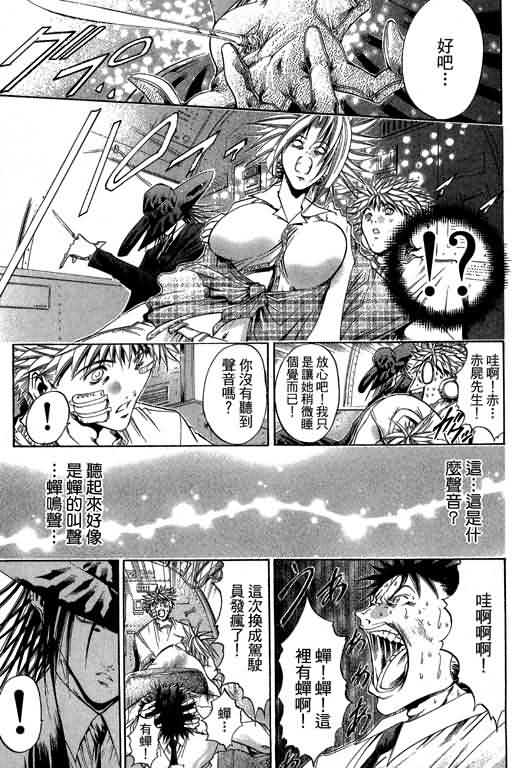 好吧…
グプ
プ
!?
哇啊！赤…
赤屍先生！
放心吧！我只
是讓她稍微睡
個覺而已！
你沒有聽到
聲音嗎？
！
這…這是什
麼聲音？
聽起來好像
是蟬的叫聲
…蟬鳴聲…
哇啊啊啊！
蟬！蟬！這
裡有蟬啊！
這次換成駕駛
員發瘋了！
蟬…
有蟬！
！